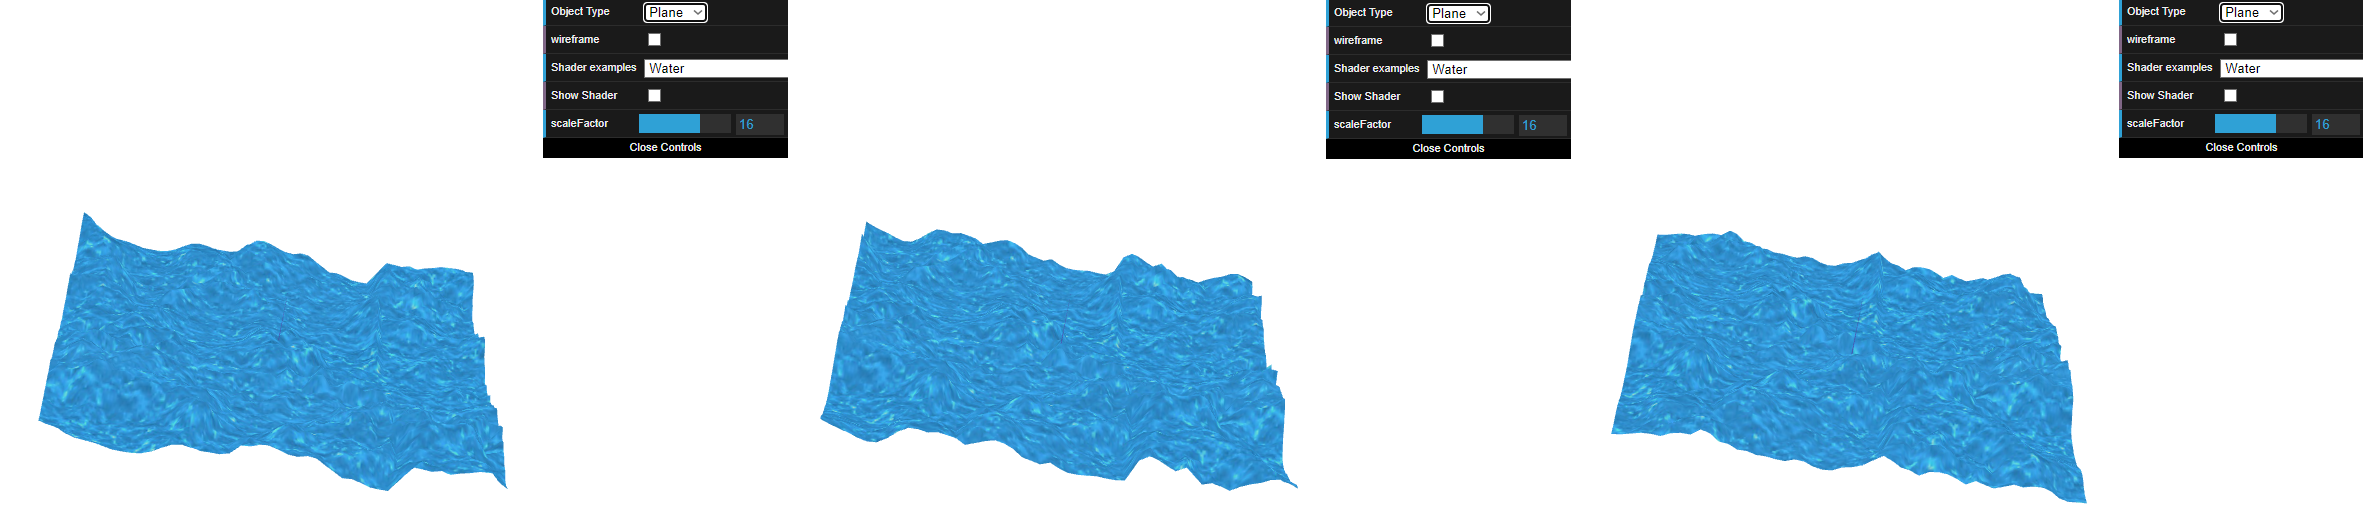 Object Type Plane
wireframe
Shader examples Water
Show Shader
scaleFactor 16
Close Controls
Object Type Plane
wireframe
Shader examples Water
Show Shader
scaleFactor 16
Close Controls
Object Type Plane
wireframe
Shader examples Water
Show Shader
scaleFactor 16
Close Controls